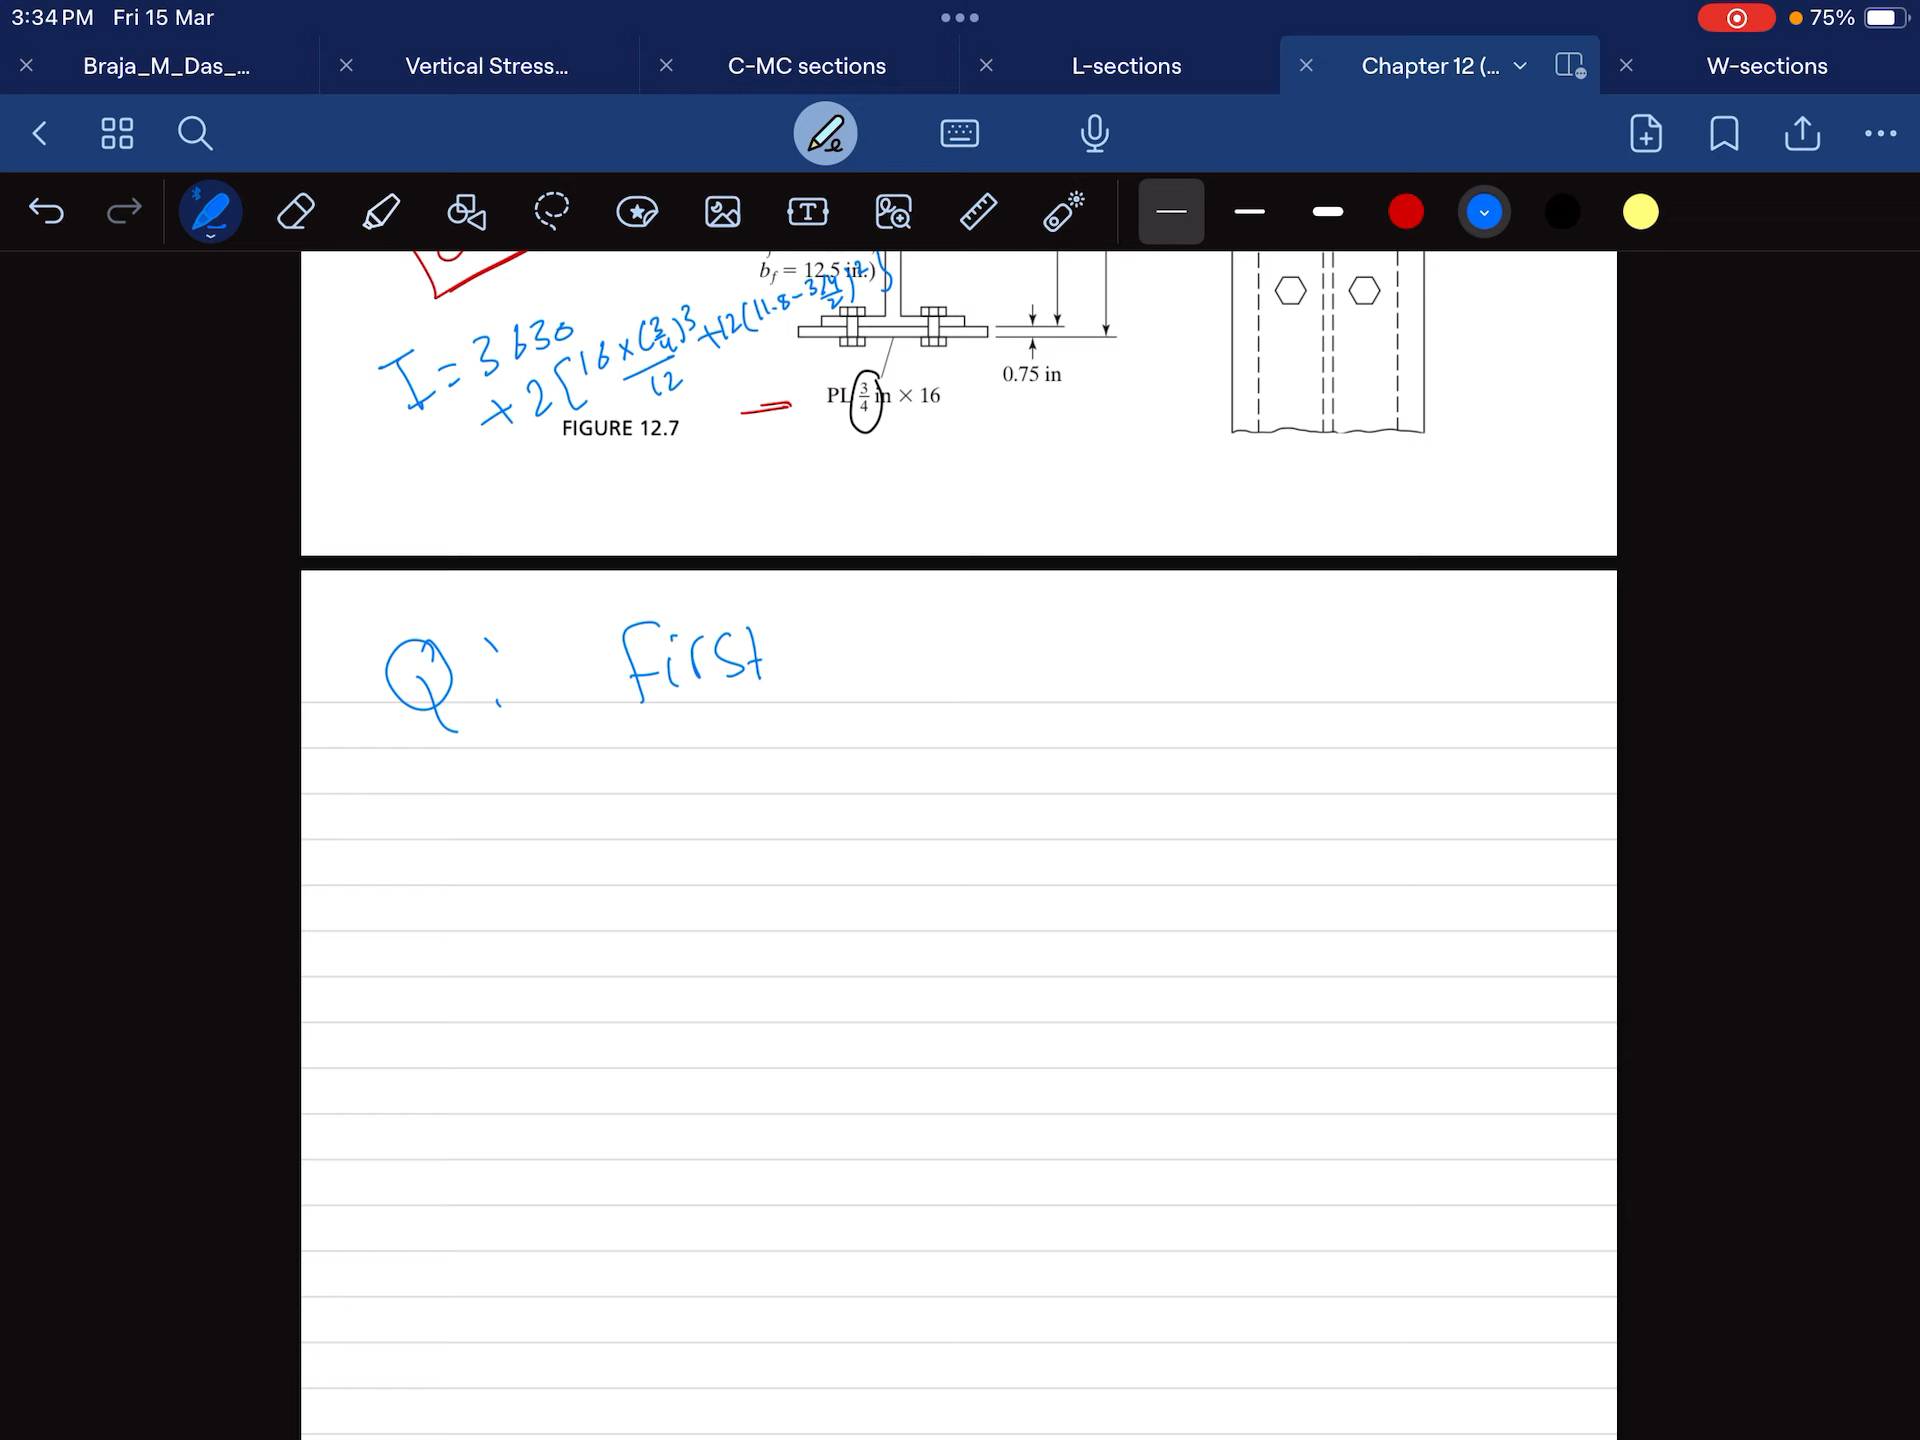 3:34 PM Fri 15 Mar
75%
Braja_M_Das_...
Vertical Stress...
C-MC sections
L-sections
Chapter 12 (...
W-sections
b_f = 12.5 in.)
I = 3630
+ 2 [ 16 × (3/4)^3 / 12 + 12 (11.8 - 3/4 / 2)^2 }
0.75 in
PL 3/4 in × 16
FIGURE 12.7
Q: First